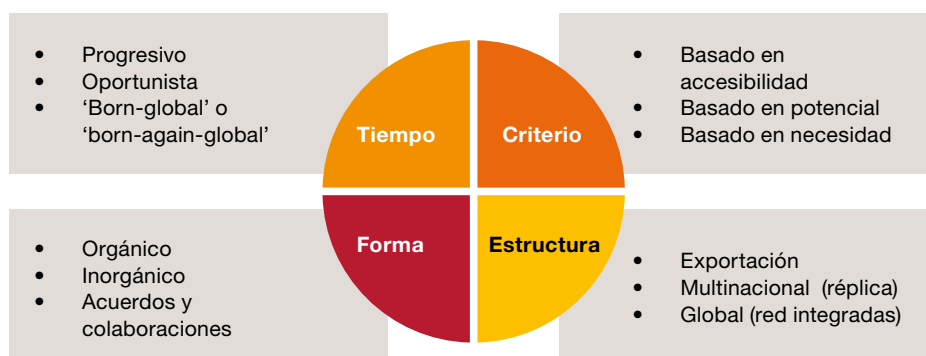 • Progresivo
• Oportunista
• ‘Born-global’ o
‘born-again-global’
Tiempo
Criterio
• Basado en
accesibilidad
• Basado en potencial
• Basado en necesidad
• Orgánico
• Inorgánico
• Acuerdos y
colaboraciones
Forma
Estructura
• Exportación
• Multinacional (réplica)
• Global (red integradas)